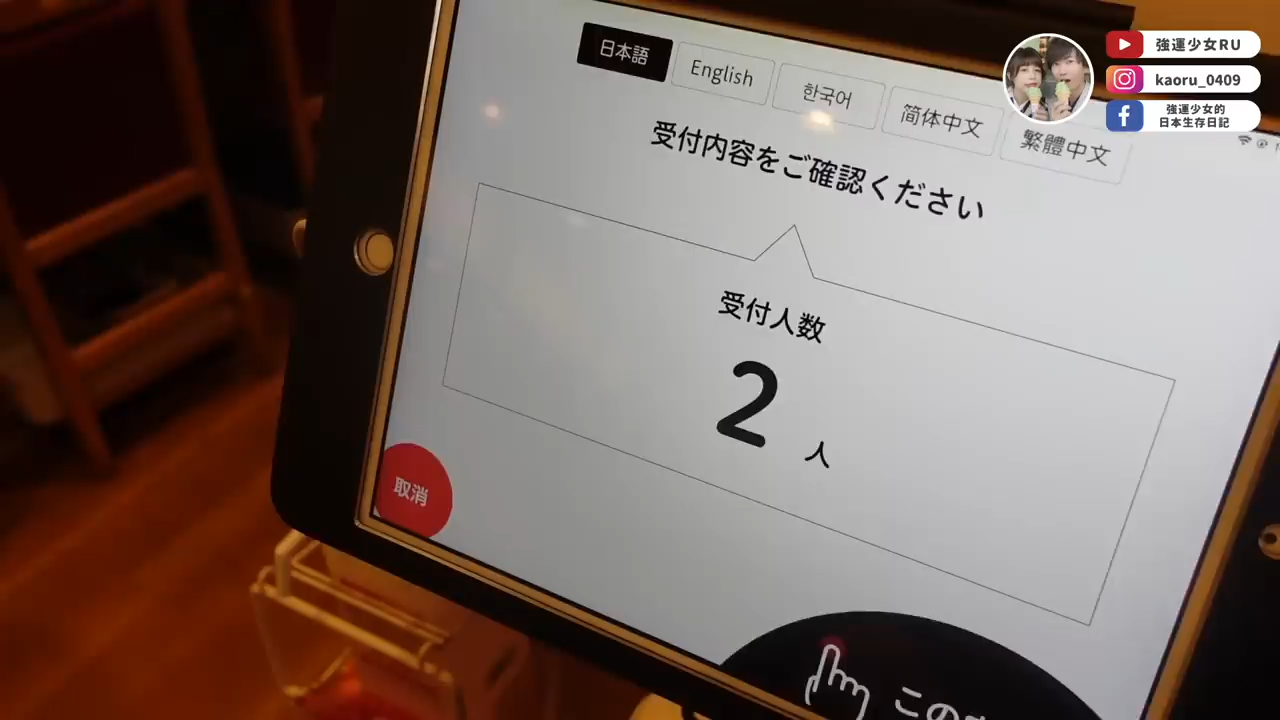 日本語
English
한국어
简体中文
繁體中文
受付内容をご確認ください
受付人数
2
人
取消
強運少女RU
kaoru_0409
強運少女的
日本生存日記